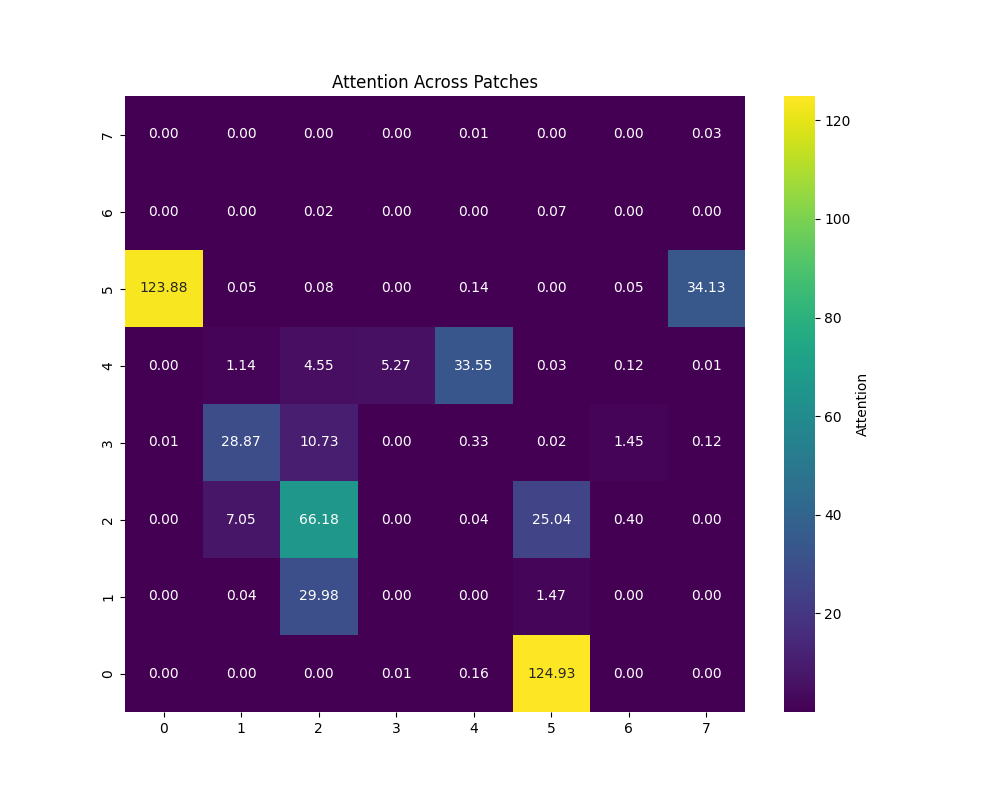 Attention Across Patches
7 0.00 0.00 0.00 0.00 0.01 0.00 0.00 0.03
6 0.00 0.00 0.02 0.00 0.00 0.07 0.00 0.00
5 123.88 0.05 0.08 0.00 0.14 0.00 0.05 34.13
4 0.00 1.14 4.55 5.27 33.55 0.03 0.12 0.01
3 0.01 28.87 10.73 0.00 0.33 0.02 1.45 0.12
2 0.00 7.05 66.18 0.00 0.04 25.04 0.40 0.00
1 0.00 0.04 29.98 0.00 0.00 1.47 0.00 0.00
0 0.00 0.00 0.00 0.01 0.16 124.93 0.00 0.00
0 1 2 3 4 5 6 7
120
100
80
60
40
20
Attention